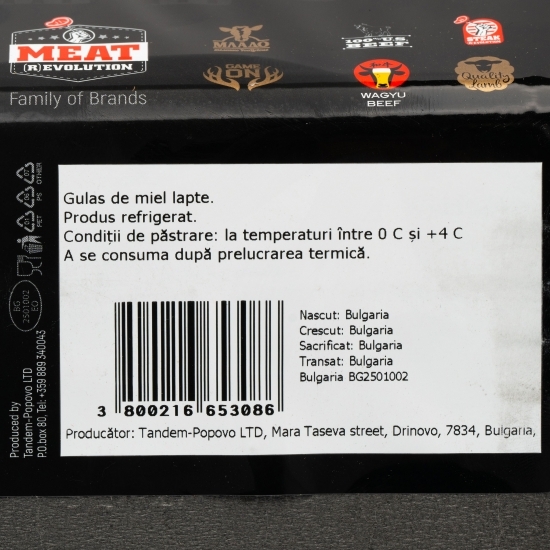 MEAT
(R)EVOLUTION
Family of Brands
МАЛДО
GAME
ON
100% U.S.
BEEF
WAGYU
BEEF
STEAK
Quality
Lamb
Gulas de miel lapte.
Produs refrigerat.
Condiții de păstrare: la temperaturi între 0 C și +4 C
A se consuma după prelucrarea termică.
Nascut: Bulgaria
Crescut: Bulgaria
Sacrificat: Bulgaria
Transat: Bulgaria
Bulgaria BG2501002
3 800216 653086
Producător: Tandem-Popovo LTD, Mara Taseva street, Drinovo, 7834, Bulgaria,
PET PS OTHER
BG
2501002
EO
Produced by
Tandem-Popovo LTD
P.O.box 80, Tel:+359 889 340043